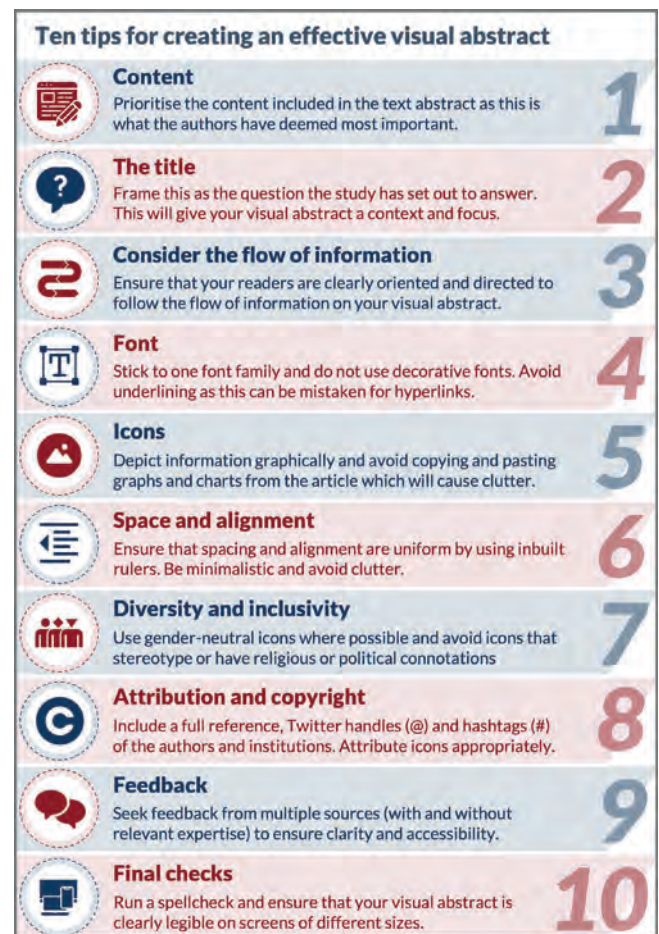 Ten tips for creating an effective visual abstract
Content
Prioritise the content included in the text abstract as this is
what the authors have deemed most important.
1
The title
Frame this as the question the study has set out to answer.
This will give your visual abstract a context and focus.
2
Consider the flow of information
Ensure that your readers are clearly oriented and directed to
follow the flow of information on your visual abstract.
3
Font
Stick to one font family and do not use decorative fonts. Avoid
underlining as this can be mistaken for hyperlinks.
4
Icons
Depict information graphically and avoid copying and pasting
graphs and charts from the article which will cause clutter.
5
Space and alignment
Ensure that spacing and alignment are uniform by using inbuilt
rulers. Be minimalistic and avoid clutter.
6
Diversity and inclusivity
Use gender-neutral icons where possible and avoid icons that
stereotype or have religious or political connotations
7
Attribution and copyright
Include a full reference, Twitter handles (@) and hashtags (#)
of the authors and institutions. Attribute icons appropriately.
8
Feedback
Seek feedback from multiple sources (with and without
relevant expertise) to ensure clarity and accessibility.
9
Final checks
Run a spellcheck and ensure that your visual abstract is
clearly legible on screens of different sizes.
10